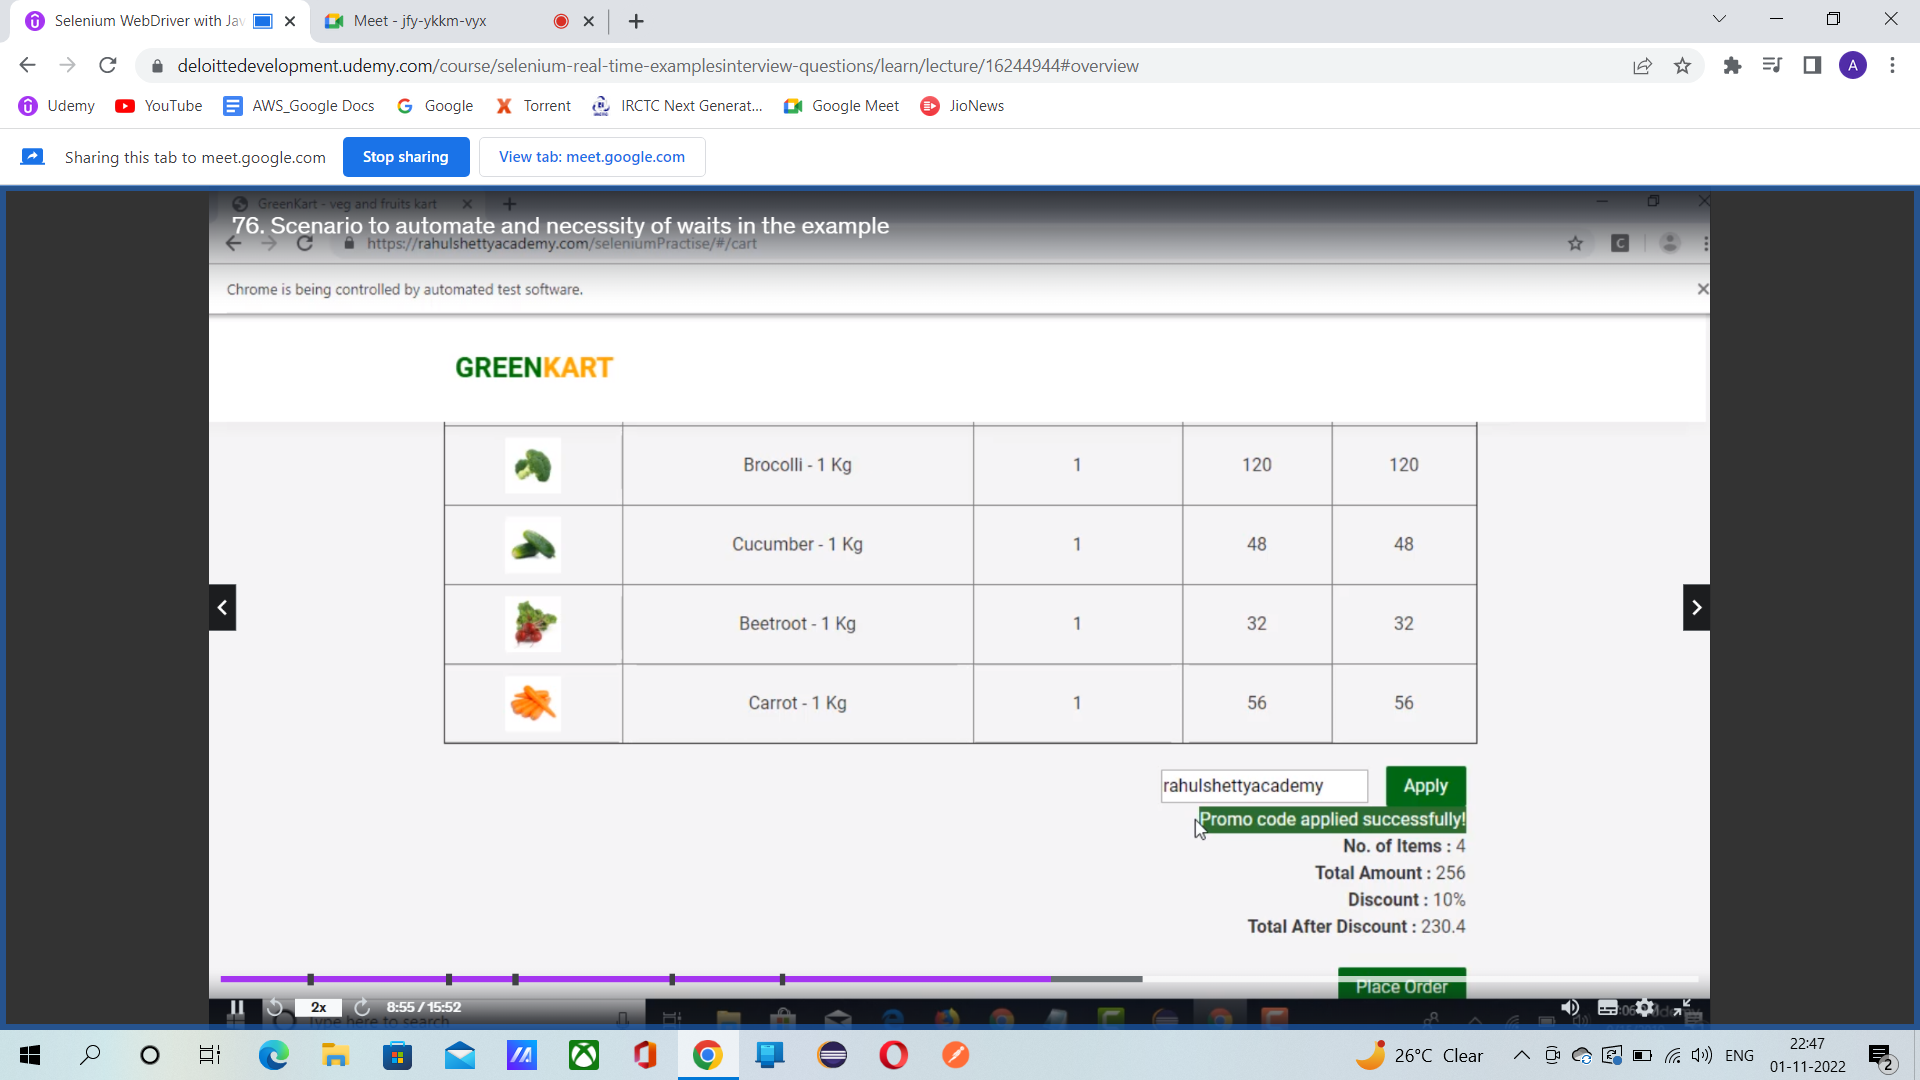 Selenium WebDriver with Jav
Meet - jfy-ykkm-vyx
deloittedevelopment.udemy.com/course/selenium-real-time-examplesinterview-questions/learn/lecture/16244944#overview
A
Udemy
YouTube
AWS_Google Docs
Google
Torrent
IRCTC Next Generat...
Google Meet
JioNews
Sharing this tab to meet.google.com
Stop sharing
View tab: meet.google.com
GreenKart - veg and fruits kart
76. Scenario to automate and necessity of waits in the example
https://rahulshettyacademy.com/seleniumPractise/#/cart
C
Chrome is being controlled by automated test software.
GREENKART
Brocolli - 1 Kg 1 120 120
Cucumber - 1 Kg 1 48 48
Beetroot - 1 Kg 1 32 32
Carrot - 1 Kg 1 56 56
rahulshettyacademy
Apply
Promo code applied successfully!
No. of Items : 4
Total Amount : 256
Discount : 10%
Total After Discount : 230.4
Place Order
2x
8:55 / 15:52
Type here to search
26°C Clear
ENG
22:47
01-11-2022
2